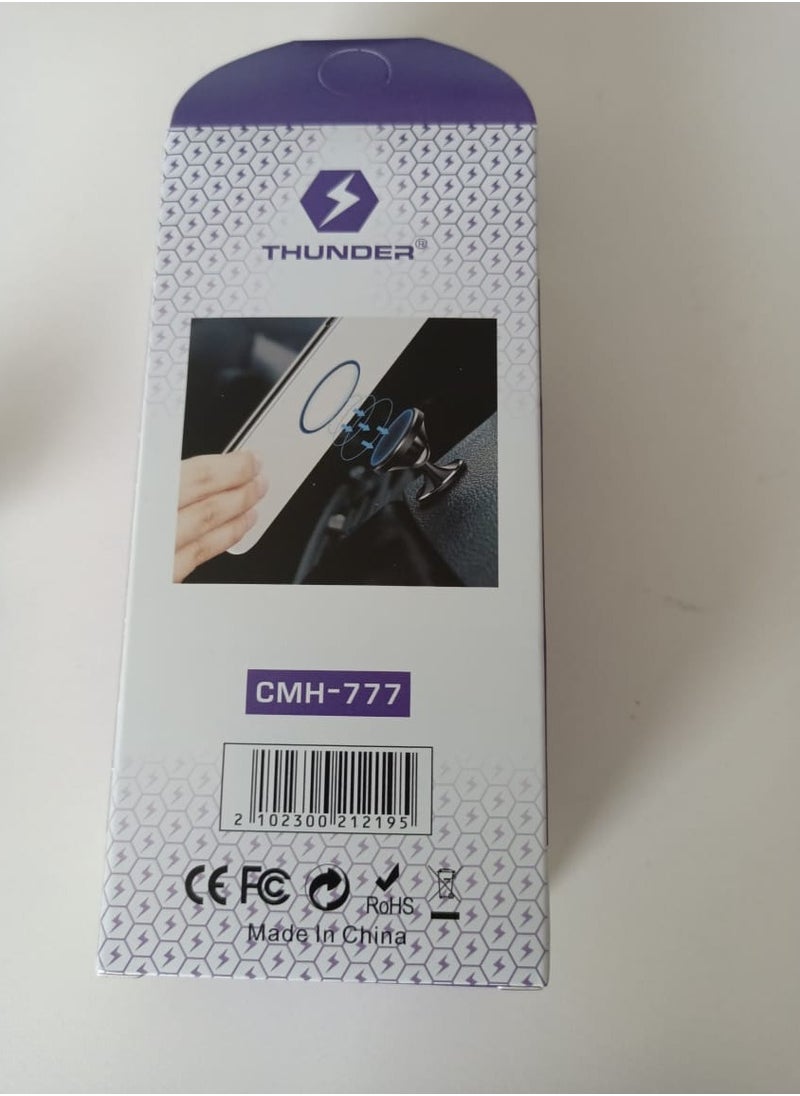 THUNDER®
CMH-777
2 102300 212195
CE FC
RoHS
Made In China